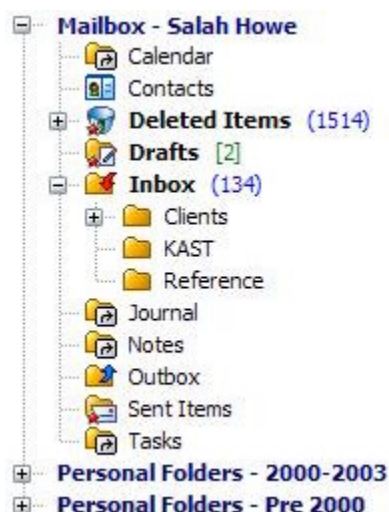 Mailbox - Salah Howe
Calendar
Contacts
Deleted Items (1514)
Drafts [2]
Inbox (134)
Clients
KAST
Reference
Journal
Notes
Outbox
Sent Items
Tasks
Personal Folders - 2000-2003
Personal Folders - Pre 2000